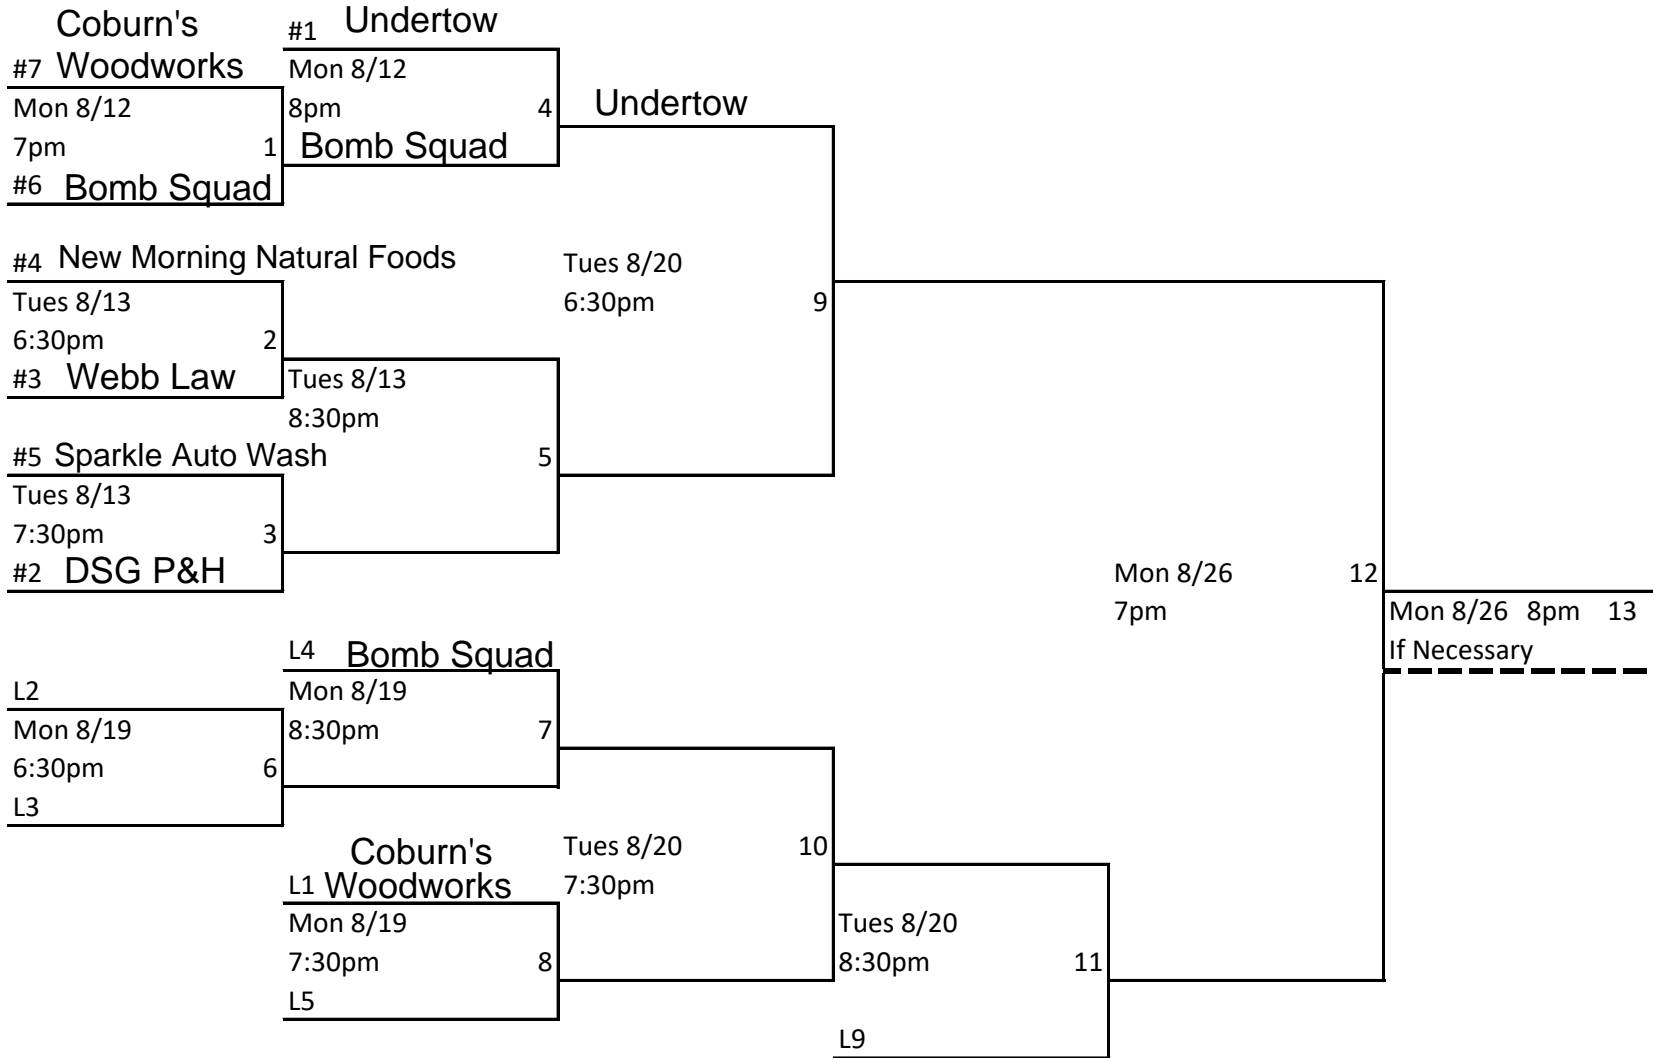 Coburn's
#7 Woodworks
Mon 8/12
7pm 1
#6 Bomb Squad
#1 Undertow
Mon 8/12
8pm 4
Bomb Squad
Undertow
#4 New Morning Natural Foods
Tues 8/13
6:30pm 2
#3 Webb Law
Tues 8/13
8:30pm
5
#5 Sparkle Auto Wash
Tues 8/13
7:30pm 3
#2 DSG P&H
Tues 8/20
6:30pm 9
Mon 8/26 12
7pm
Mon 8/26 8pm 13
If Necessary
L4 Bomb Squad
Mon 8/19
8:30pm 7
L2
Mon 8/19
6:30pm 6
L3
Coburn's
L1 Woodworks
Mon 8/19
7:30pm 8
L5
Tues 8/20 10
7:30pm
Tues 8/20
8:30pm 11
L9